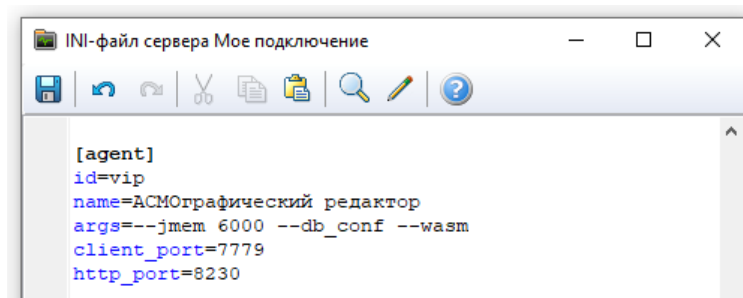 INI-файл сервера Мое подключение
[agent]
id=vip
name=АСМОграфический редактор
args=--jmem 6000 --db_conf --wasm
client_port=7779
http_port=8230